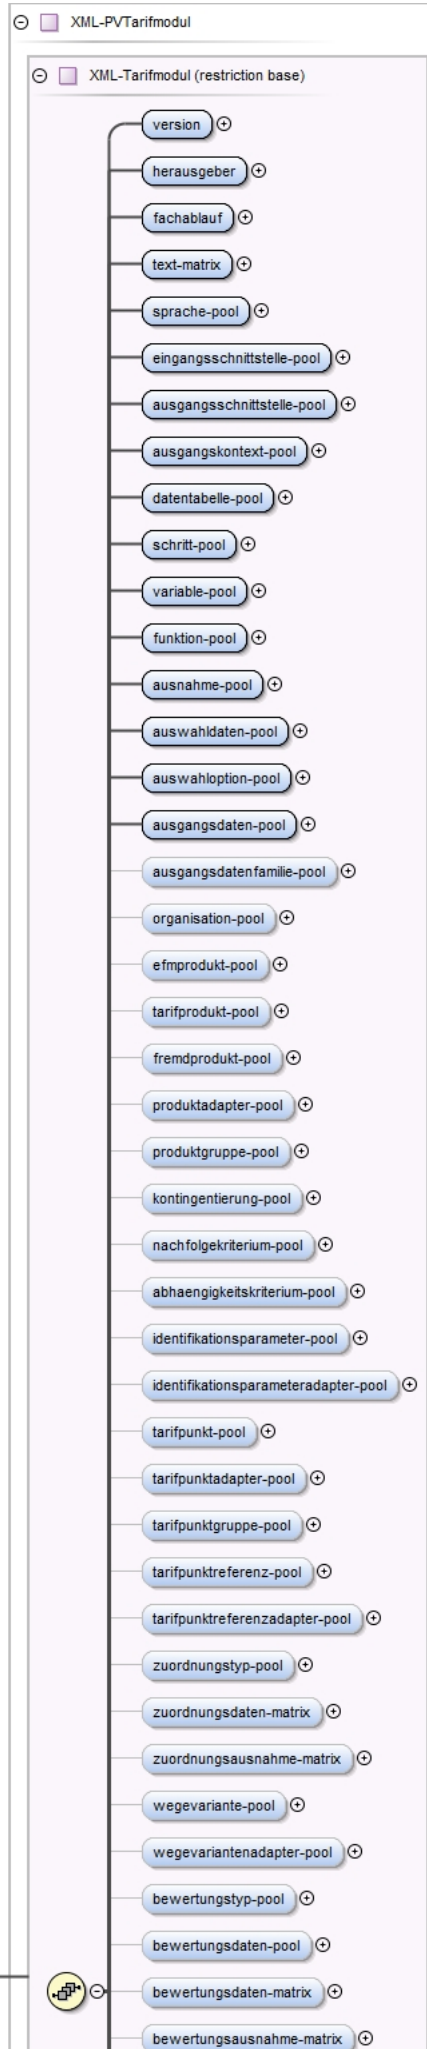 XML-PVTarifmodul
XML-Tarifmodul (restriction base)
version
herausgeber
fachablauf
text-matrix
sprache-pool
eingangsschnittstelle-pool
ausgangsschnittstelle-pool
ausgangskontext-pool
datentabelle-pool
schritt-pool
variable-pool
funktion-pool
ausnahme-pool
auswahldaten-pool
auswahloption-pool
ausgangsdaten-pool
ausgangsdatenfamilie-pool
organisation-pool
efmprodukt-pool
tarifprodukt-pool
fremdprodukt-pool
produktadapter-pool
produktgruppe-pool
kontingentierung-pool
nachfolgekriterium-pool
abhaengigkeitskriterium-pool
identifikationsparameter-pool
identifikationsparameteradapter-pool
tarifpunkt-pool
tarifpunktadapter-pool
tarifpunktgruppe-pool
tarifpunktreferenz-pool
tarifpunktreferenzadapter-pool
zuordnungstyp-pool
zuordnungsdaten-matrix
zuordnungsausnahme-matrix
wegevariante-pool
wegevariantenadapter-pool
bewertungstyp-pool
bewertungsdaten-pool
bewertungsdaten-matrix
bewertungsausnahme-matrix